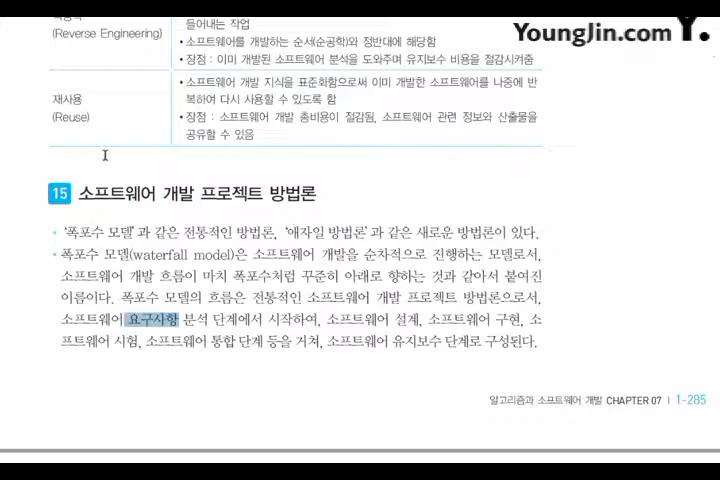 YoungJin.com Y.
들어내는 작업
(Reverse Engineering)
• 소프트웨어를 개발하는 순서(순공학)와 정반대에 해당함
• 장점 : 이미 개발된 소프트웨어 분석을 도와주며 유지보수 비용을 절감시켜줌
• 소프트웨어 개발 지식을 표준화함으로써 이미 개발한 소프트웨어를 나중에 반
재사용
복하여 다시 사용할 수 있도록 함
(Reuse)
• 장점 : 소프트웨어 개발 총비용이 절감됨, 소프트웨어 관련 정보와 산출물을
공유할 수 있음
15 소프트웨어 개발 프로젝트 방법론
• ‘폭포수 모델’과 같은 전통적인 방법론, ‘애자일 방법론’과 같은 새로운 방법론이 있다.
• 폭포수 모델(waterfall model)은 소프트웨어 개발을 순차적으로 진행하는 모델로서,
소프트웨어 개발 흐름이 마치 폭포수처럼 꾸준히 아래로 향하는 것과 같아서 붙여진
이름이다. 폭포수 모델의 흐름은 전통적인 소프트웨어 개발 프로젝트 방법론으로서,
소프트웨어 요구사항 분석 단계에서 시작하여, 소프트웨어 설계, 소프트웨어 구현, 소
프트웨어 시험, 소프트웨어 통합 단계 등을 거쳐, 소프트웨어 유지보수 단계로 구성된다.
알고리즘과 소프트웨어 개발 CHAPTER 07 | 1-285